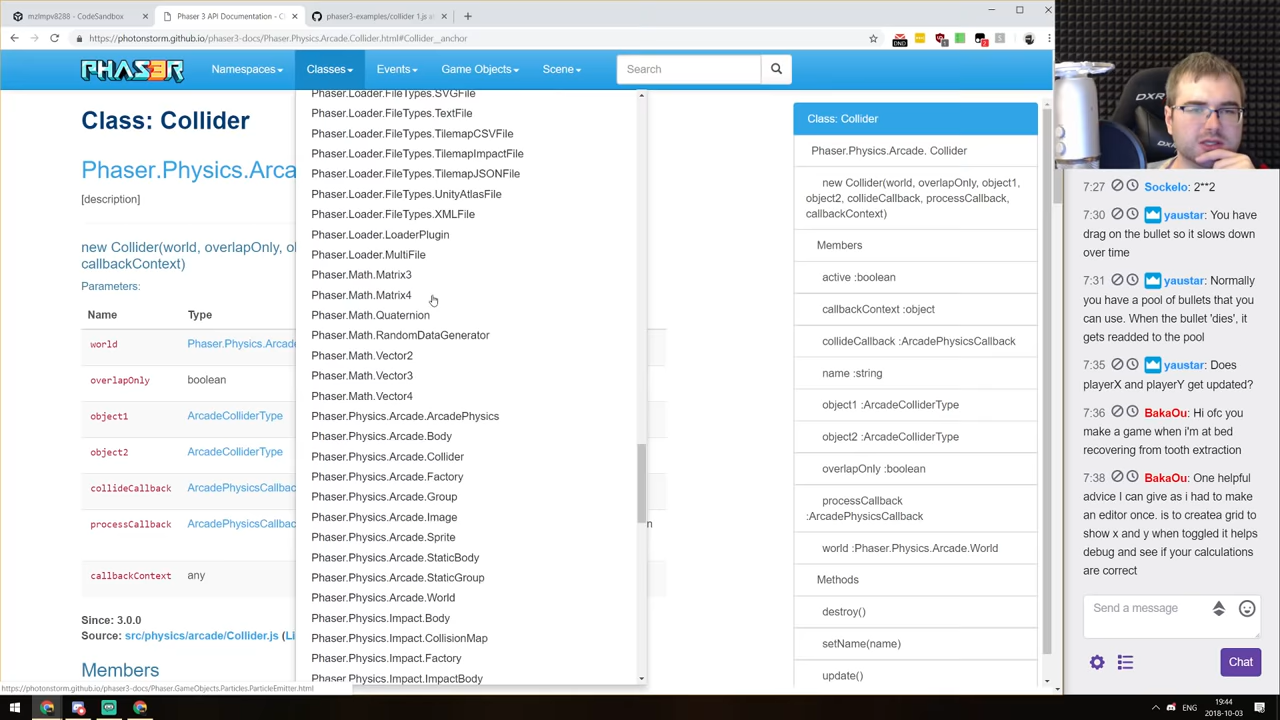 mzlmpv8288 - CodeSandbox
Phaser 3 API Documentation - C
phaser3-examples/collider 1.js a
https://photonstorm.github.io/phaser3-docs/Phaser.Physics.Arcade.Collider.html#Collider__anchor
PHAS3R
Namespaces
Classes
Events
Game Objects
Scene
Search
Class: Collider
Phaser.Physics.Arca
[description]
new Collider(world, overlapOnly, o
callbackContext)
Parameters:
Name Type
world Phaser.Physics.Arcade
overlapOnly boolean
object1 ArcadeColliderType
object2 ArcadeColliderType
collideCallback ArcadePhysicsCallbac
processCallback ArcadePhysicsCallbac n
callbackContext any
Since: 3.0.0
Source: src/physics/arcade/Collider.js (Li
Members
Phaser.Loader.FileTypes.SVGFile
Phaser.Loader.FileTypes.TextFile
Phaser.Loader.FileTypes.TilemapCSVFile
Phaser.Loader.FileTypes.TilemapImpactFile
Phaser.Loader.FileTypes.TilemapJSONFile
Phaser.Loader.FileTypes.UnityAtlasFile
Phaser.Loader.FileTypes.XMLFile
Phaser.Loader.LoaderPlugin
Phaser.Loader.MultiFile
Phaser.Math.Matrix3
Phaser.Math.Matrix4
Phaser.Math.Quaternion
Phaser.Math.RandomDataGenerator
Phaser.Math.Vector2
Phaser.Math.Vector3
Phaser.Math.Vector4
Phaser.Physics.Arcade.ArcadePhysics
Phaser.Physics.Arcade.Body
Phaser.Physics.Arcade.Collider
Phaser.Physics.Arcade.Factory
Phaser.Physics.Arcade.Group
Phaser.Physics.Arcade.Image
Phaser.Physics.Arcade.Sprite
Phaser.Physics.Arcade.StaticBody
Phaser.Physics.Arcade.StaticGroup
Phaser.Physics.Arcade.World
Phaser.Physics.Impact.Body
Phaser.Physics.Impact.CollisionMap
Phaser.Physics.Impact.Factory
Phaser.Physics.Impact.ImpactBody
Class: Collider
Phaser.Physics.Arcade. Collider
new Collider(world, overlapOnly, object1,
object2, collideCallback, processCallback,
callbackContext)
Members
active :boolean
callbackContext :object
collideCallback :ArcadePhysicsCallback
name :string
object1 :ArcadeColliderType
object2 :ArcadeColliderType
overlapOnly :boolean
processCallback
:ArcadePhysicsCallback
world :Phaser.Physics.Arcade.World
Methods
destroy()
setName(name)
update()
https://photonstorm.github.io/phaser3-docs/Phaser.GameObjects.Particles.ParticleEmitter.html
DXR
7:27 Sockelo: 2**2
7:30 yaustar: You have
drag on the bullet so it slows down
over time
7:31 yaustar: Normally
you have a pool of bullets that you
can use. When the bullet 'dies', it
gets readded to the pool
7:35 yaustar: Does
playerX and playerY get updated?
7:36 BakaOu: Hi ofc you
make a game when i'm at bed
recovering from tooth extraction
7:38 BakaOu: One helpful
advice I can give as i had to make
an editor once. is to createa grid to
show x and y when toggled it helps
debug and see if your calculations
are correct
Send a message
Chat
ENG
19:44
2018-10-03